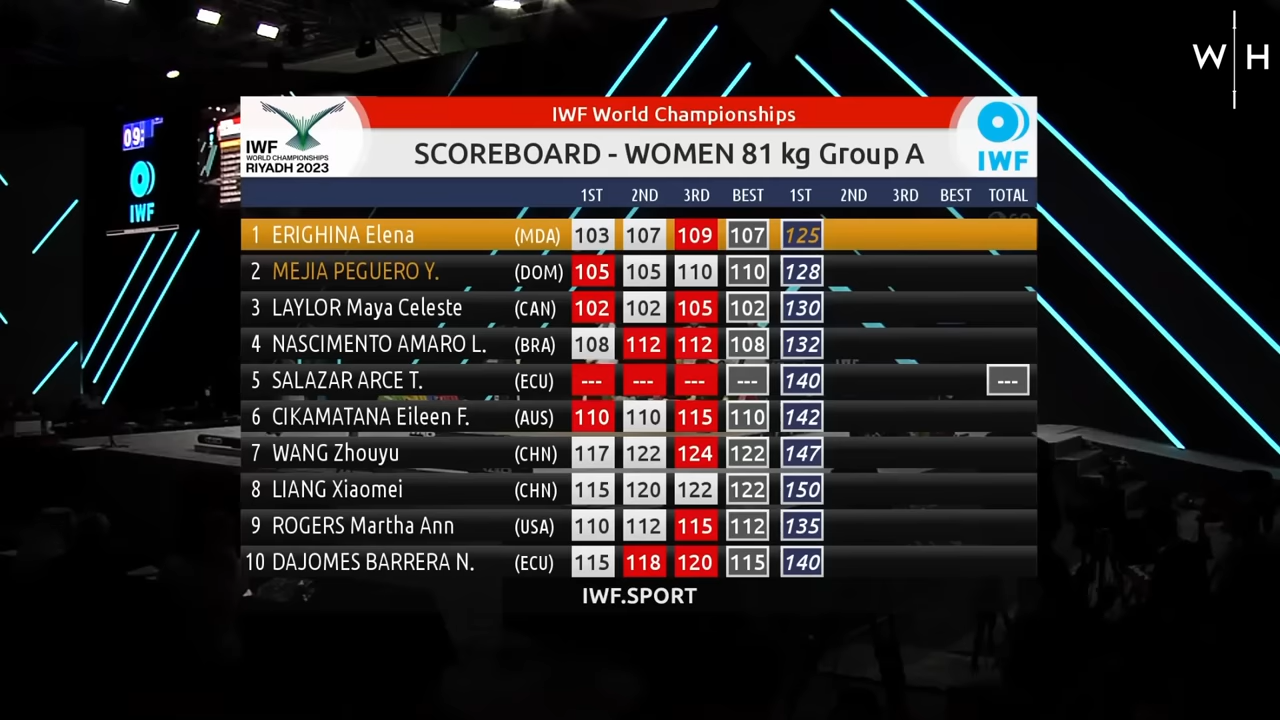 W H
IWF World Championships
IWF
WORLD CHAMPIONSHIPS
RIYADH 2023
SCOREBOARD - WOMEN 81 kg Group A
IWF
09:
IWF
1ST 2ND 3RD BEST 1ST 2ND 3RD BEST TOTAL
1 ERIGHINA Elena (MDA) 103 107 109 107 125
2 MEJIA PEGUERO Y. (DOM) 105 105 110 110 128
3 LAYLOR Maya Celeste (CAN) 102 102 105 102 130
4 NASCIMENTO AMARO L. (BRA) 108 112 112 108 132
5 SALAZAR ARCE T. (ECU) --- --- --- --- 140 ---
6 CIKAMATANA Eileen F. (AUS) 110 110 115 110 142
7 WANG Zhouyu (CHN) 117 122 124 122 147
8 LIANG Xiaomei (CHN) 115 120 122 122 150
9 ROGERS Martha Ann (USA) 110 112 115 112 135
10 DAJOMES BARRERA N. (ECU) 115 118 120 115 140
IWF.SPORT